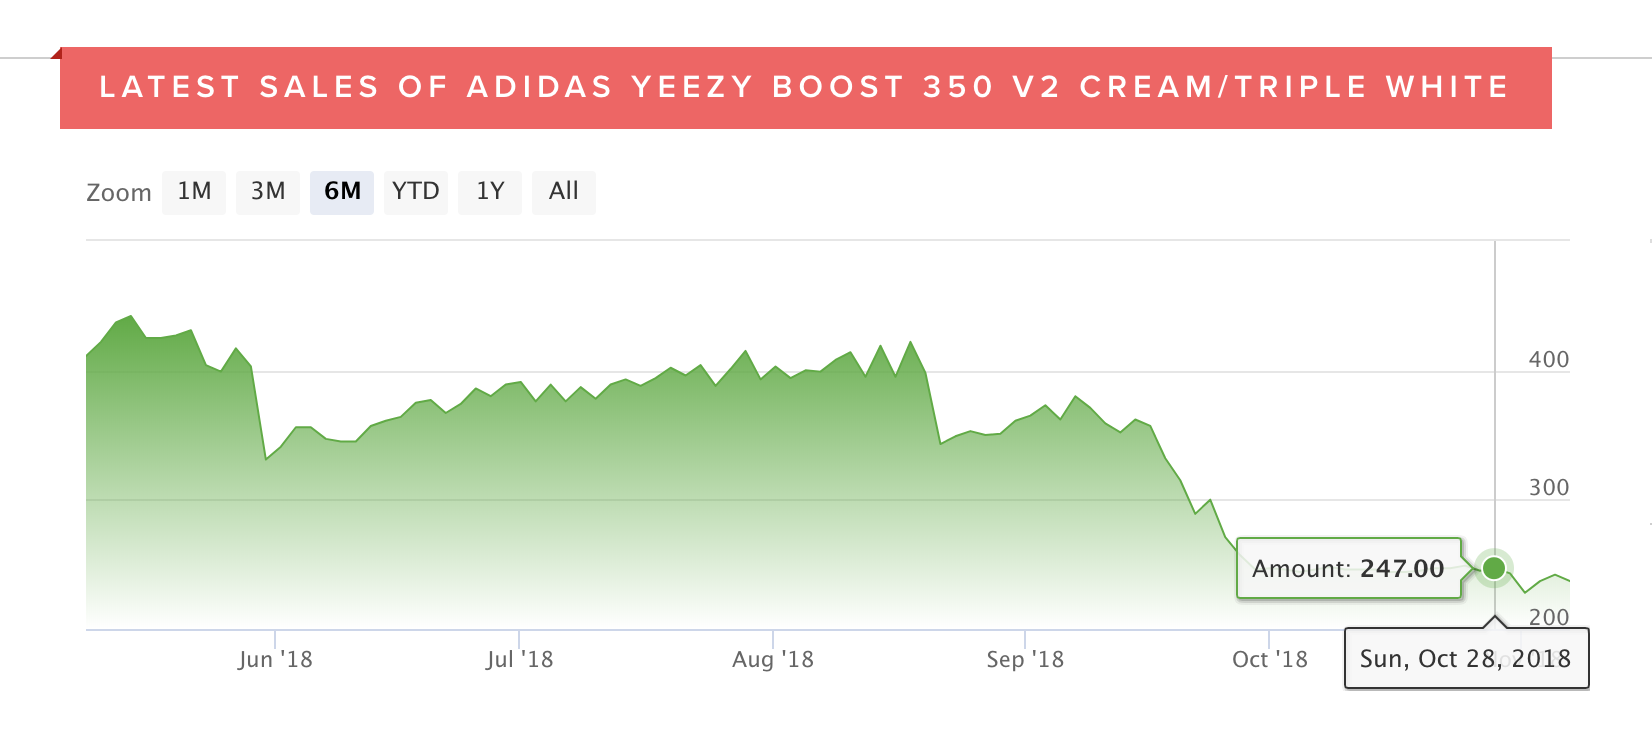 LATEST SALES OF ADIDAS YEEZY BOOST 350 V2 CREAM/TRIPLE WHITE
Zoom 1M 3M 6M YTD 1Y All
400
300
Amount: 247.00
200
Jun '18 Jul '18 Aug '18 Sep '18 Oct '18
Sun, Oct 28, 2018